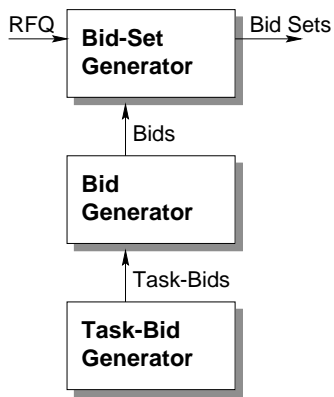 RFQ
Bid-Set
Generator
Bid Sets
Bids
Bid
Generator
Task-Bids
Task-Bid
Generator